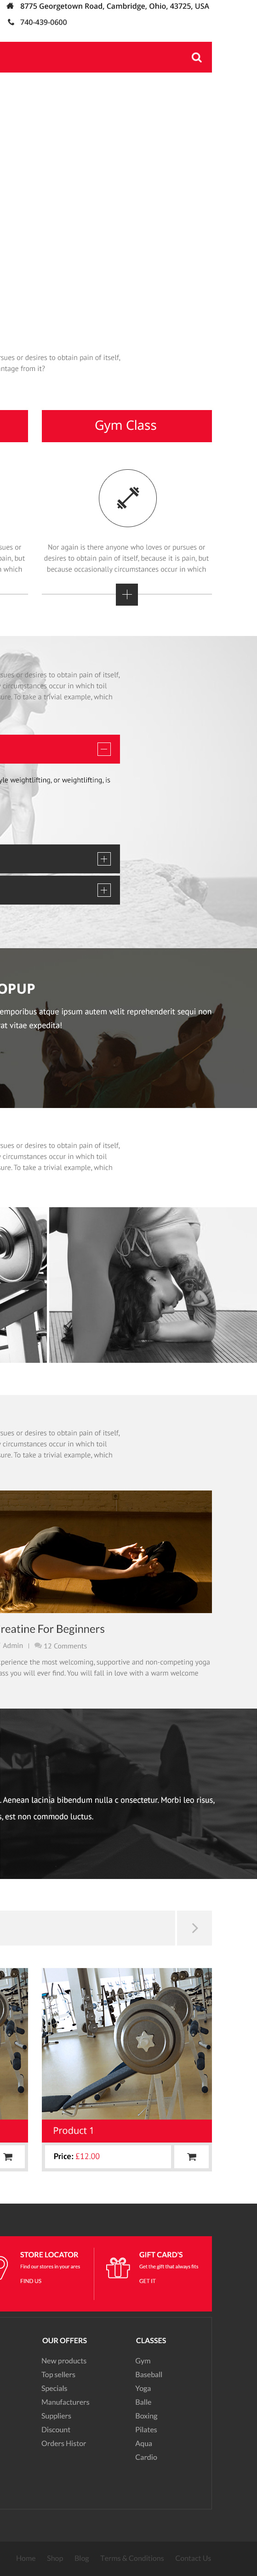 8775 Georgetown Road, Cambridge, Ohio, 43725, USA
740-439-0600
sues or desires to obtain pain of itself,
ntage from it?
Gym Class
sues or
pain, but
n which
Nor again is there anyone who loves or pursues or
desires to obtain pain of itself, because it is pain, but
because occasionally circumstances occur in which
sues or desires to obtain pain of itself,
circumstances occur in which toil
ure. To take a trivial example, which
yle weightlifting, or weightlifting, is
OPUP
emporibus atque ipsum autem velit reprehenderit sequi non
at vitae expedita!
sues or desires to obtain pain of itself,
circumstances occur in which toil
ure. To take a trivial example, which
sues or desires to obtain pain of itself,
circumstances occur in which toil
ure. To take a trivial example, which
reatine For Beginners
Admin | 12 Comments
xperience the most welcoming, supportive and non-competing yoga
ass you will ever find. You will fall in love with a warm welcome
. Aenean lacinia bibendum nulla c onsectetur. Morbi leo risus,
s, est non commodo luctus.
Product 1
Price: £12.00
STORE LOCATOR
Find our stores in your area
FIND US
GIFT CARD'S
Get the gift that always fits
GET IT
OUR OFFERS
New products
Top sellers
Specials
Manufacturers
Suppliers
Discount
Orders Histor
CLASSES
Gym
Baseball
Yoga
Balle
Boxing
Pilates
Aqua
Cardio
Home Shop Blog Terms & Conditions Contact Us